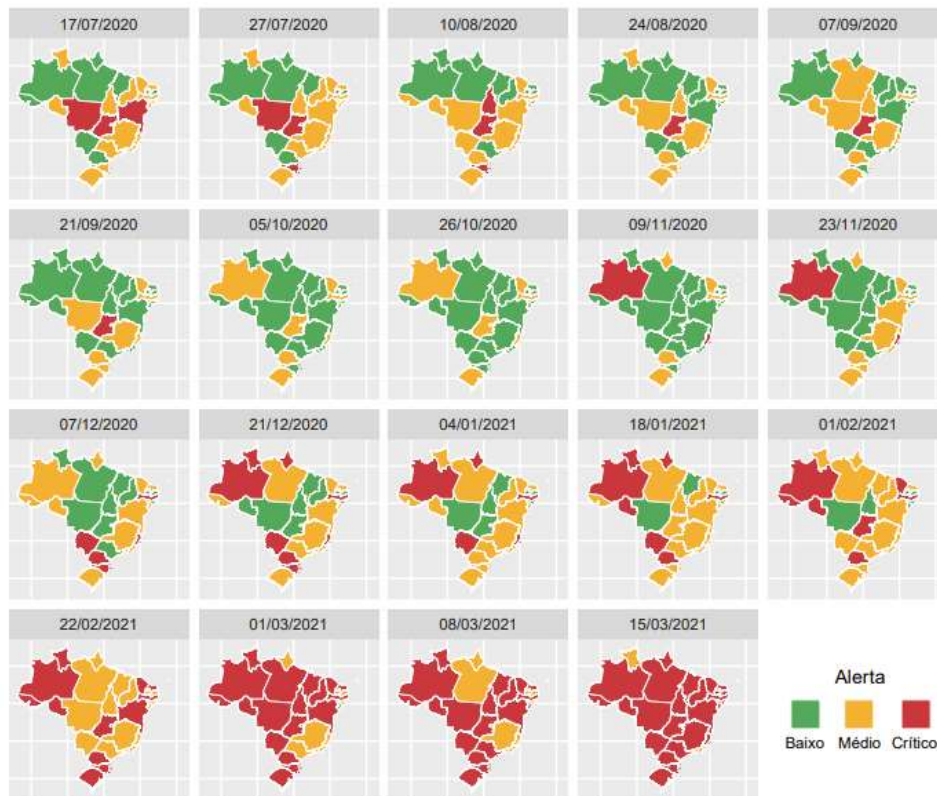 17/07/2020 27/07/2020 10/08/2020 24/08/2020 07/09/2020
21/09/2020 05/10/2020 26/10/2020 09/11/2020 23/11/2020
07/12/2020 21/12/2020 04/01/2021 18/01/2021 01/02/2021
22/02/2021 01/03/2021 08/03/2021 15/03/2021
Alerta
Baixo Médio Crítico